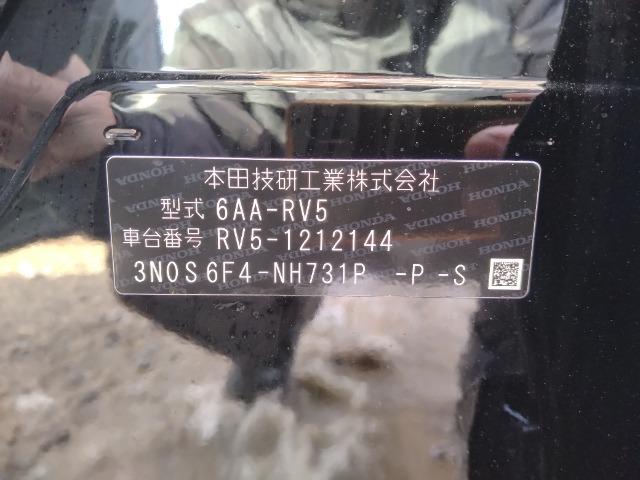 本田技研工業株式会社
型式 6AA-RV5
車台番号 RV5-1212144
3N0S6F4-NH731P -P -S